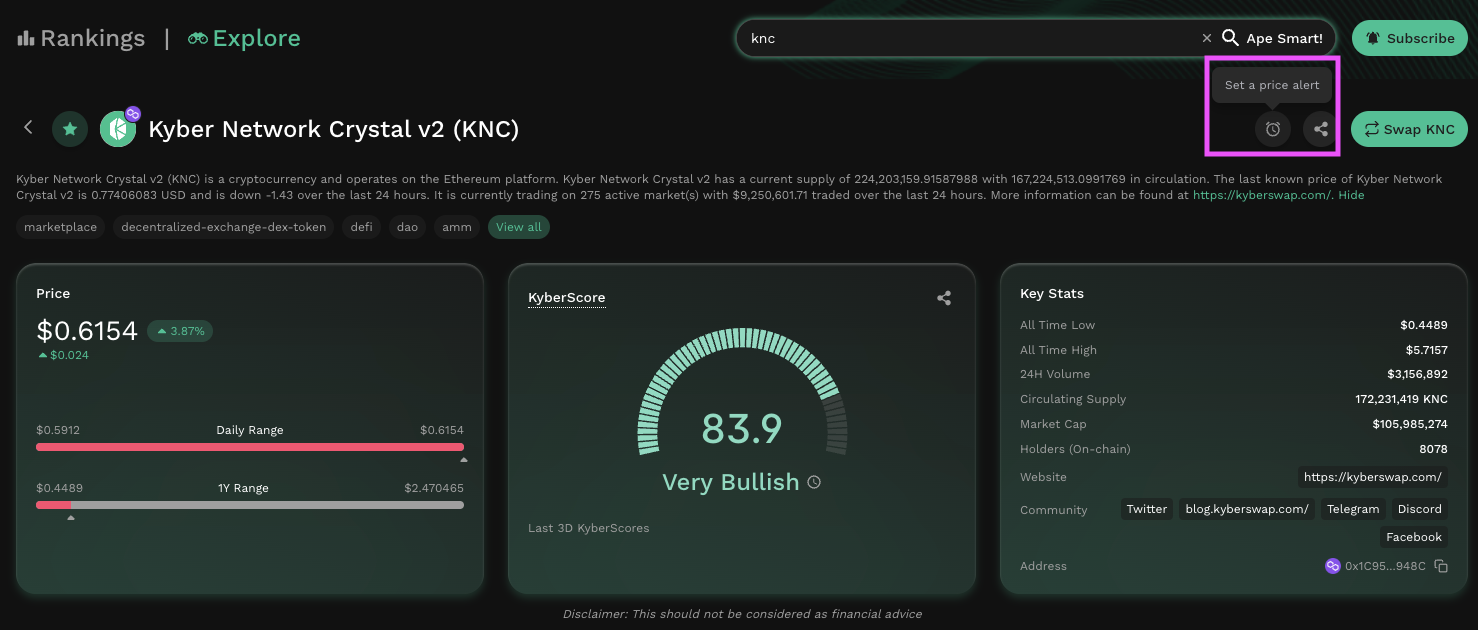 Rankings | Explore
knc
Ape Smart!
Subscribe
Set a price alert
Kyber Network Crystal v2 (KNC)
Swap KNC
Kyber Network Crystal v2 (KNC) is a cryptocurrency and operates on the Ethereum platform. Kyber Network Crystal v2 has a current supply of 224,203,159.91587988 with 167,224,513.0991769 in circulation. The last known price of Kyber Network
Crystal v2 is 0.77406083 USD and is down -1.43 over the last 24 hours. It is currently trading on 275 active market(s) with $9,250,601.71 traded over the last 24 hours. More information can be found at https://kyberswap.com/. Hide
marketplace decentralized-exchange-dex-token defi dao amm View all
Price
$0.6154 3.87%
$0.024
$0.5912 Daily Range $0.6154
$0.4489 1Y Range $2.470465
KyberScore
83.9
Very Bullish
Last 3D KyberScores
Key Stats
All Time Low $0.4489
All Time High $5.7157
24H Volume $3,156,892
Circulating Supply 172,231,419 KNC
Market Cap $105,985,274
Holders (On-chain) 8078
Website https://kyberswap.com/
Community Twitter blog.kyberswap.com/ Telegram Discord
Facebook
Address 0x1C95...948C
Disclaimer: This should not be considered as financial advice